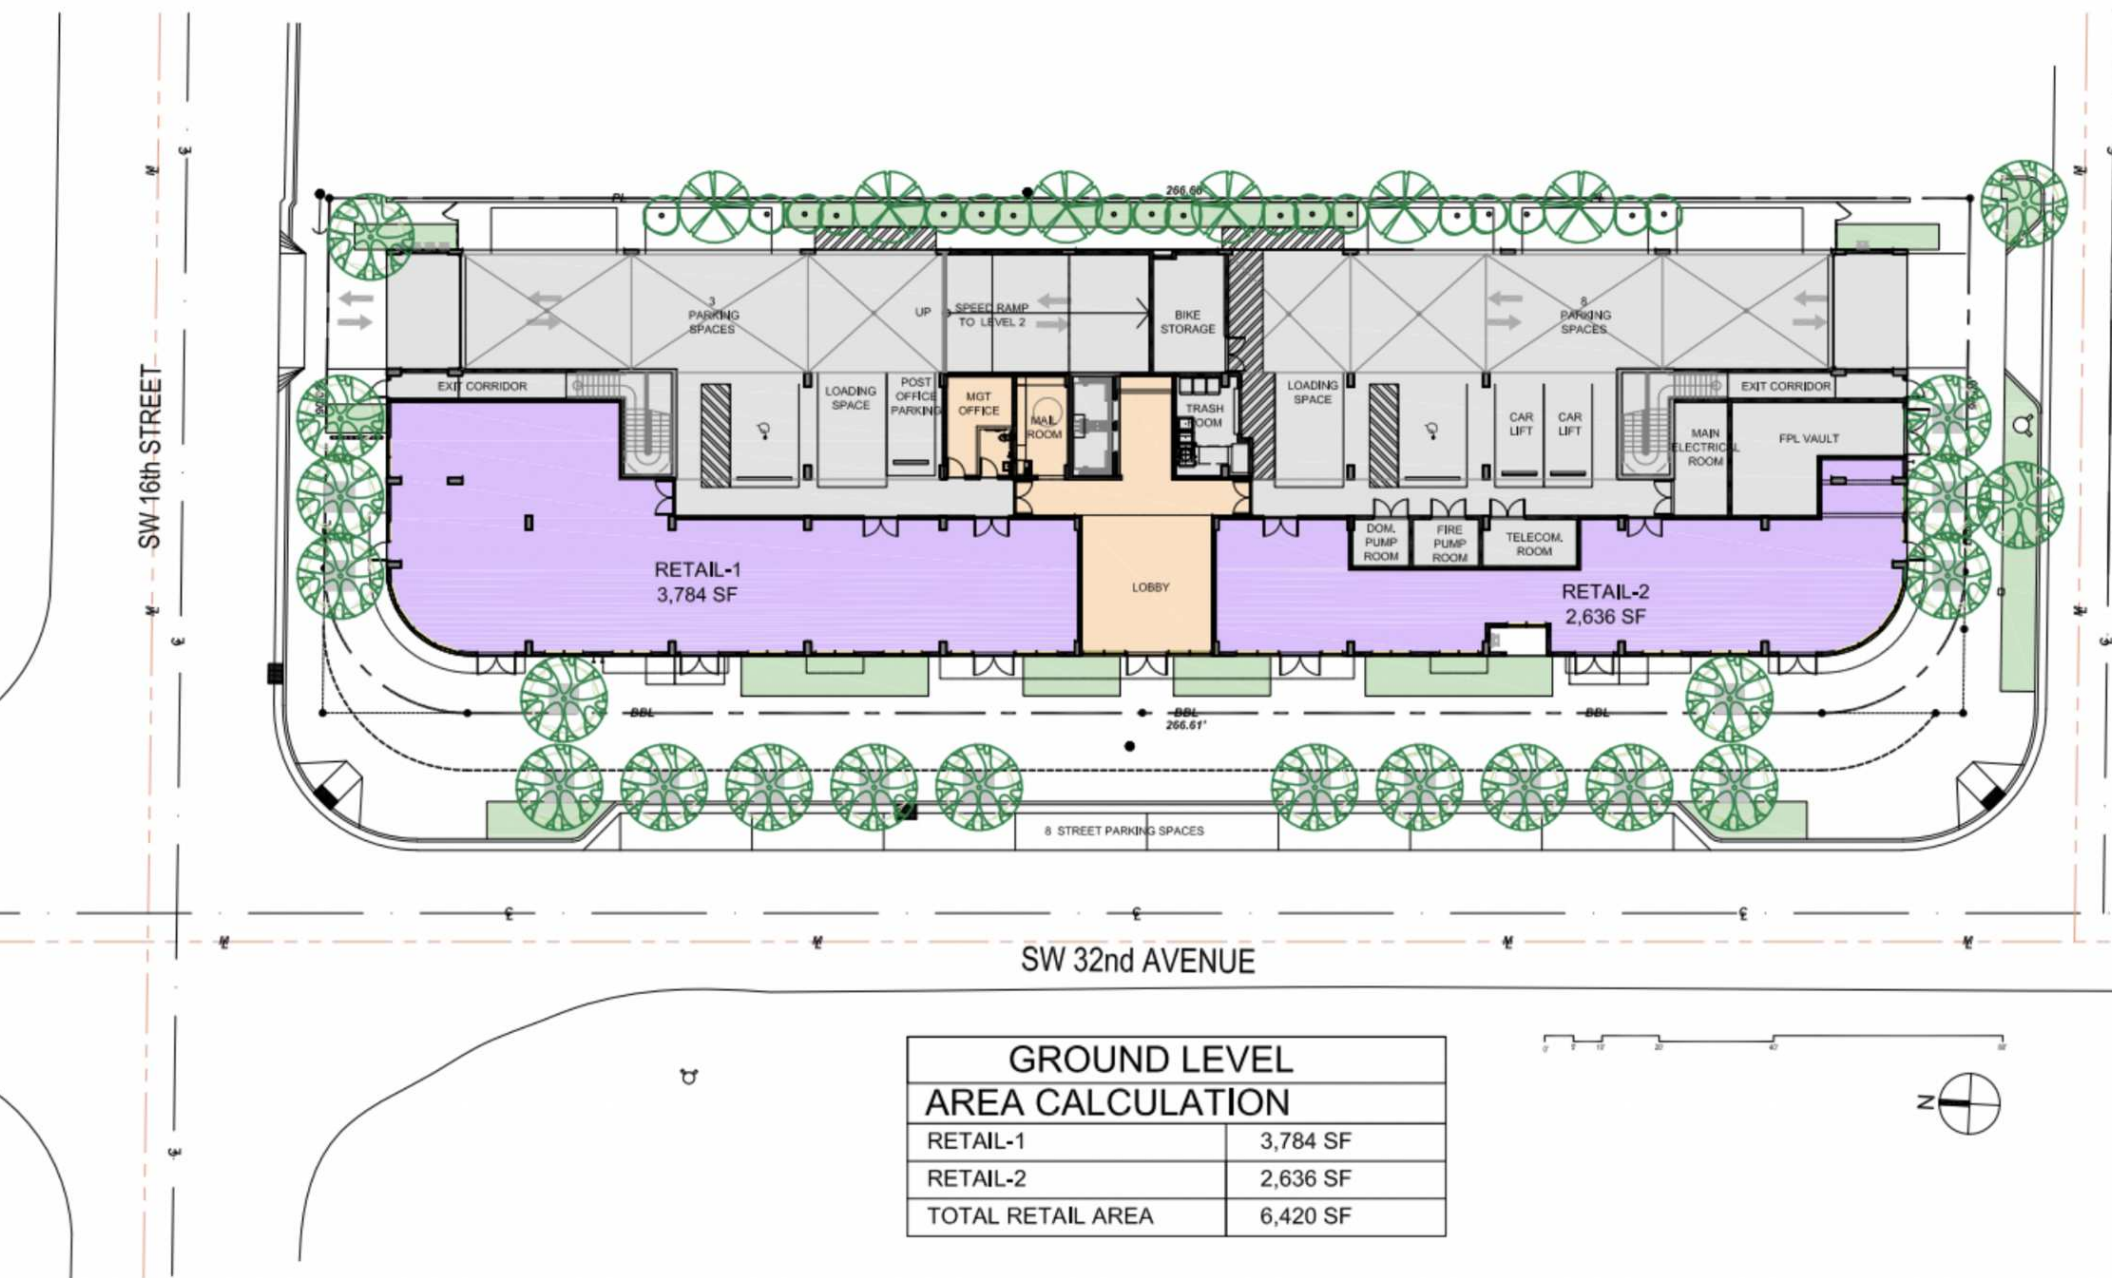 PL
266.66'
3
PARKING
SPACES
UP
SPEED RAMP
TO LEVEL 2
BIKE
STORAGE
8
PARKING
SPACES
EXIT CORRIDOR
LOADING
SPACE
POST
OFFICE
PARKING
MGT
OFFICE
MAIL
ROOM
TRASH
ROOM
LOADING
SPACE
CAR
LIFT
CAR
LIFT
EXIT CORRIDOR
MAIN
ELECTRICAL
ROOM
FPL VAULT
SW 16th STREET
DOM.
PUMP
ROOM
FIRE
PUMP
ROOM
TELECOM.
ROOM
RETAIL-1
3,784 SF
LOBBY
RETAIL-2
2,636 SF
BBL
BBL
266.61'
BBL
8 STREET PARKING SPACES
SW 32nd AVENUE
GROUND LEVEL
AREA CALCULATION
RETAIL-1 3,784 SF
RETAIL-2 2,636 SF
TOTAL RETAIL AREA 6,420 SF
N